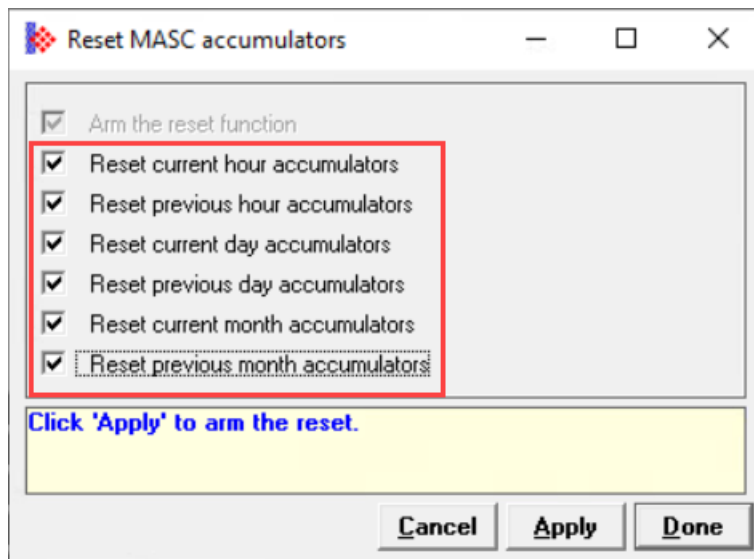 Reset MASC accumulators
Arm the reset function
Reset current hour accumulators
Reset previous hour accumulators
Reset current day accumulators
Reset previous day accumulators
Reset current month accumulators
Reset previous month accumulators
Click 'Apply' to arm the reset.
Cancel Apply Done